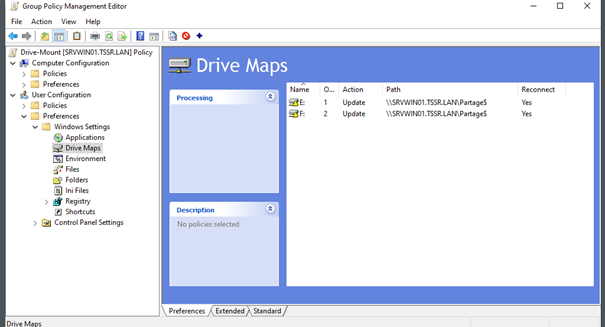 Group Policy Management Editor
File Action View Help
Drive-Mount [SRVWIN01.TSSR.LAN] Policy
Computer Configuration
Policies
Preferences
User Configuration
Policies
Preferences
Windows Settings
Applications
Drive Maps
Environment
Files
Folders
Ini Files
Registry
Shortcuts
Control Panel Settings
Drive Maps
Processing
Description
No policies selected
Name O... Action Path Reconnect
E: 1 Update \\SRVWIN01.TSSR.LAN\Partage$ Yes
F: 2 Update \\SRVWIN01.TSSR.LAN\Partage$ Yes
Preferences Extended Standard
Drive Maps